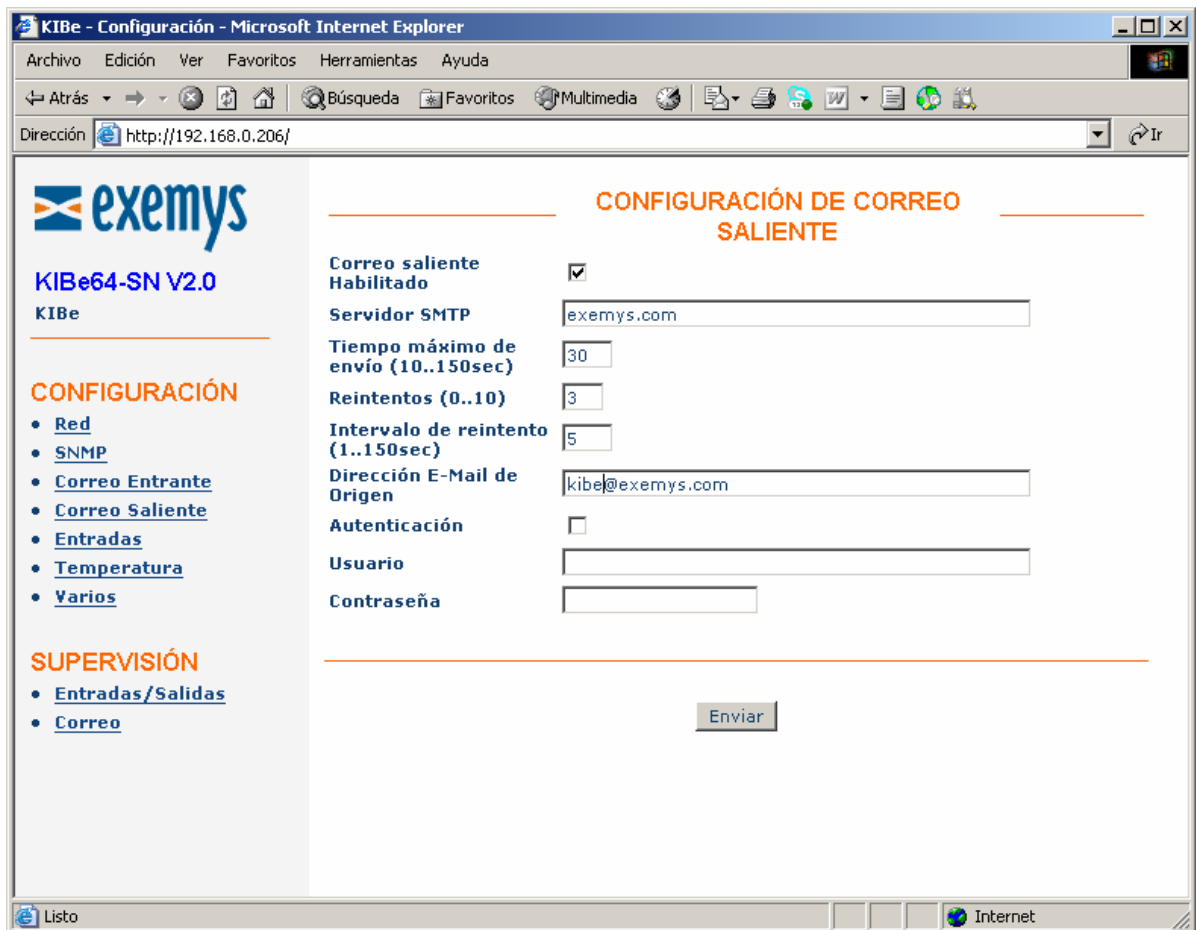 KIBe - Configuración - Microsoft Internet Explorer
Archivo Edición Ver Favoritos Herramientas Ayuda
Atrás Búsqueda Favoritos Multimedia
Dirección http://192.168.0.206/ Ir
exemys
KIBe64-SN V2.0
KIBe
CONFIGURACIÓN
Red
SNMP
Correo Entrante
Correo Saliente
Entradas
Temperatura
Varios
SUPERVISIÓN
Entradas/Salidas
Correo
CONFIGURACIÓN DE CORREO
SALIENTE
Correo saliente
Habilitado
Servidor SMTP exemys.com
Tiempo máximo de
envío (10..150sec) 30
Reintentos (0..10) 3
Intervalo de reintento
(1..150sec) 5
Dirección E-Mail de
Origen kibe@exemys.com
Autenticación
Usuario
Contraseña
Enviar
Listo Internet